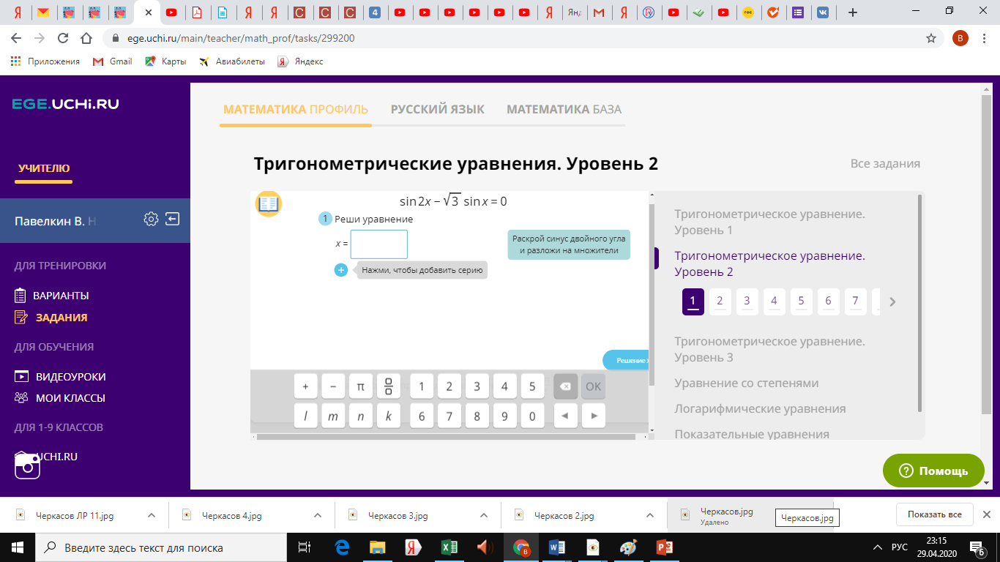 Янд
4
РОС
ege.uchi.ru/main/teacher/math_prof/tasks/299200
В
Приложения Gmail Карты Авиабилеты Яндекс
EGE.UCHi.RU
МАТЕМАТИКА ПРОФИЛЬ РУССКИЙ ЯЗЫК МАТЕМАТИКА БАЗА
УЧИТЕЛЮ
Павелкин В. Н
ДЛЯ ТРЕНИРОВКИ
ВАРИАНТЫ
ЗАДАНИЯ
ДЛЯ ОБУЧЕНИЯ
ВИДЕОУРОКИ
МОИ КЛАССЫ
ДЛЯ 1-9 КЛАССОВ
UCHI.RU
Тригонометрические уравнения. Уровень 2
Все задания
sin 2x − √3 sin x = 0
1 Реши уравнение
x =
Раскрой синус двойного угла
и разложи на множители
+ Нажми, чтобы добавить серию
Решение
+ − π 1 2 3 4 5 OK
l m n k 6 7 8 9 0
Тригонометрическое уравнение.
Уровень 1
Тригонометрическое уравнение.
Уровень 2
1 2 3 4 5 6 7
Тригонометрическое уравнение.
Уровень 3
Уравнение со степенями
Логарифмические уравнения
Показательные уравнения
Помощь
Черкасов ЛР 11.jpg
Черкасов 4.jpg
Черкасов 3.jpg
Черкасов 2.jpg
Черкасов.jpg
Удалено
Черкасов.jpg
Показать все
Введите здесь текст для поиска
РУС
23:15
29.04.2020
6